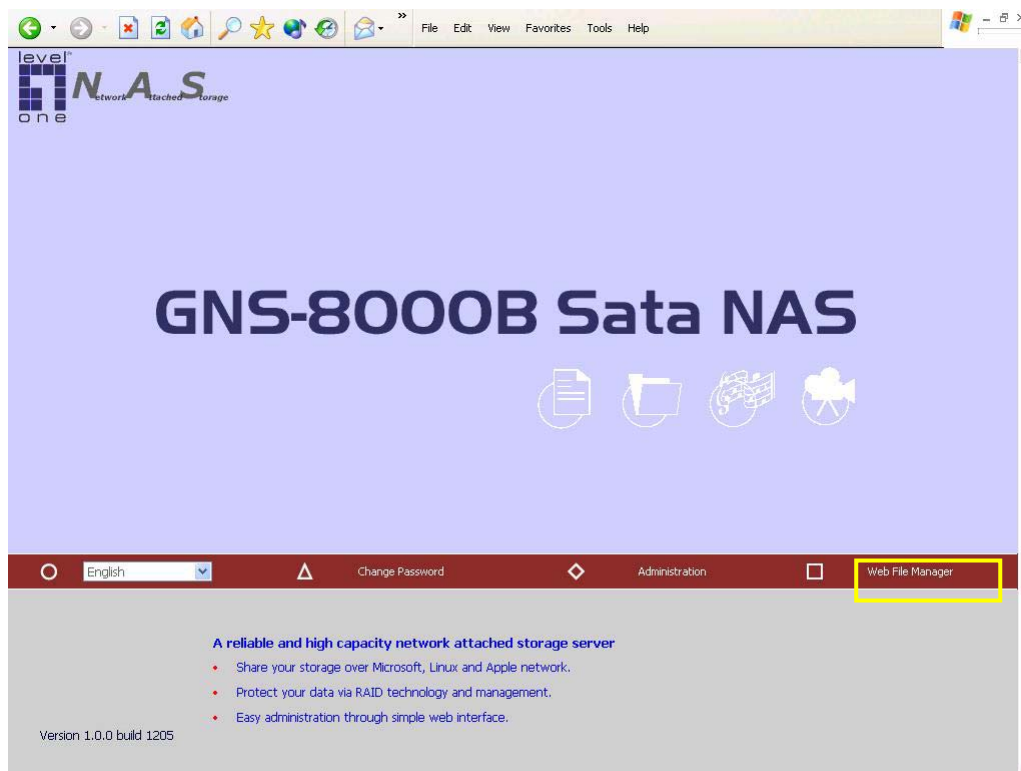 » File Edit View Favorites Tools Help
level
one
Network Attached Storage
GNS-8000B Sata NAS
English Change Password Administration Web File Manager
A reliable and high capacity network attached storage server
• Share your storage over Microsoft, Linux and Apple network.
• Protect your data via RAID technology and management.
• Easy administration through simple web interface.
Version 1.0.0 build 1205